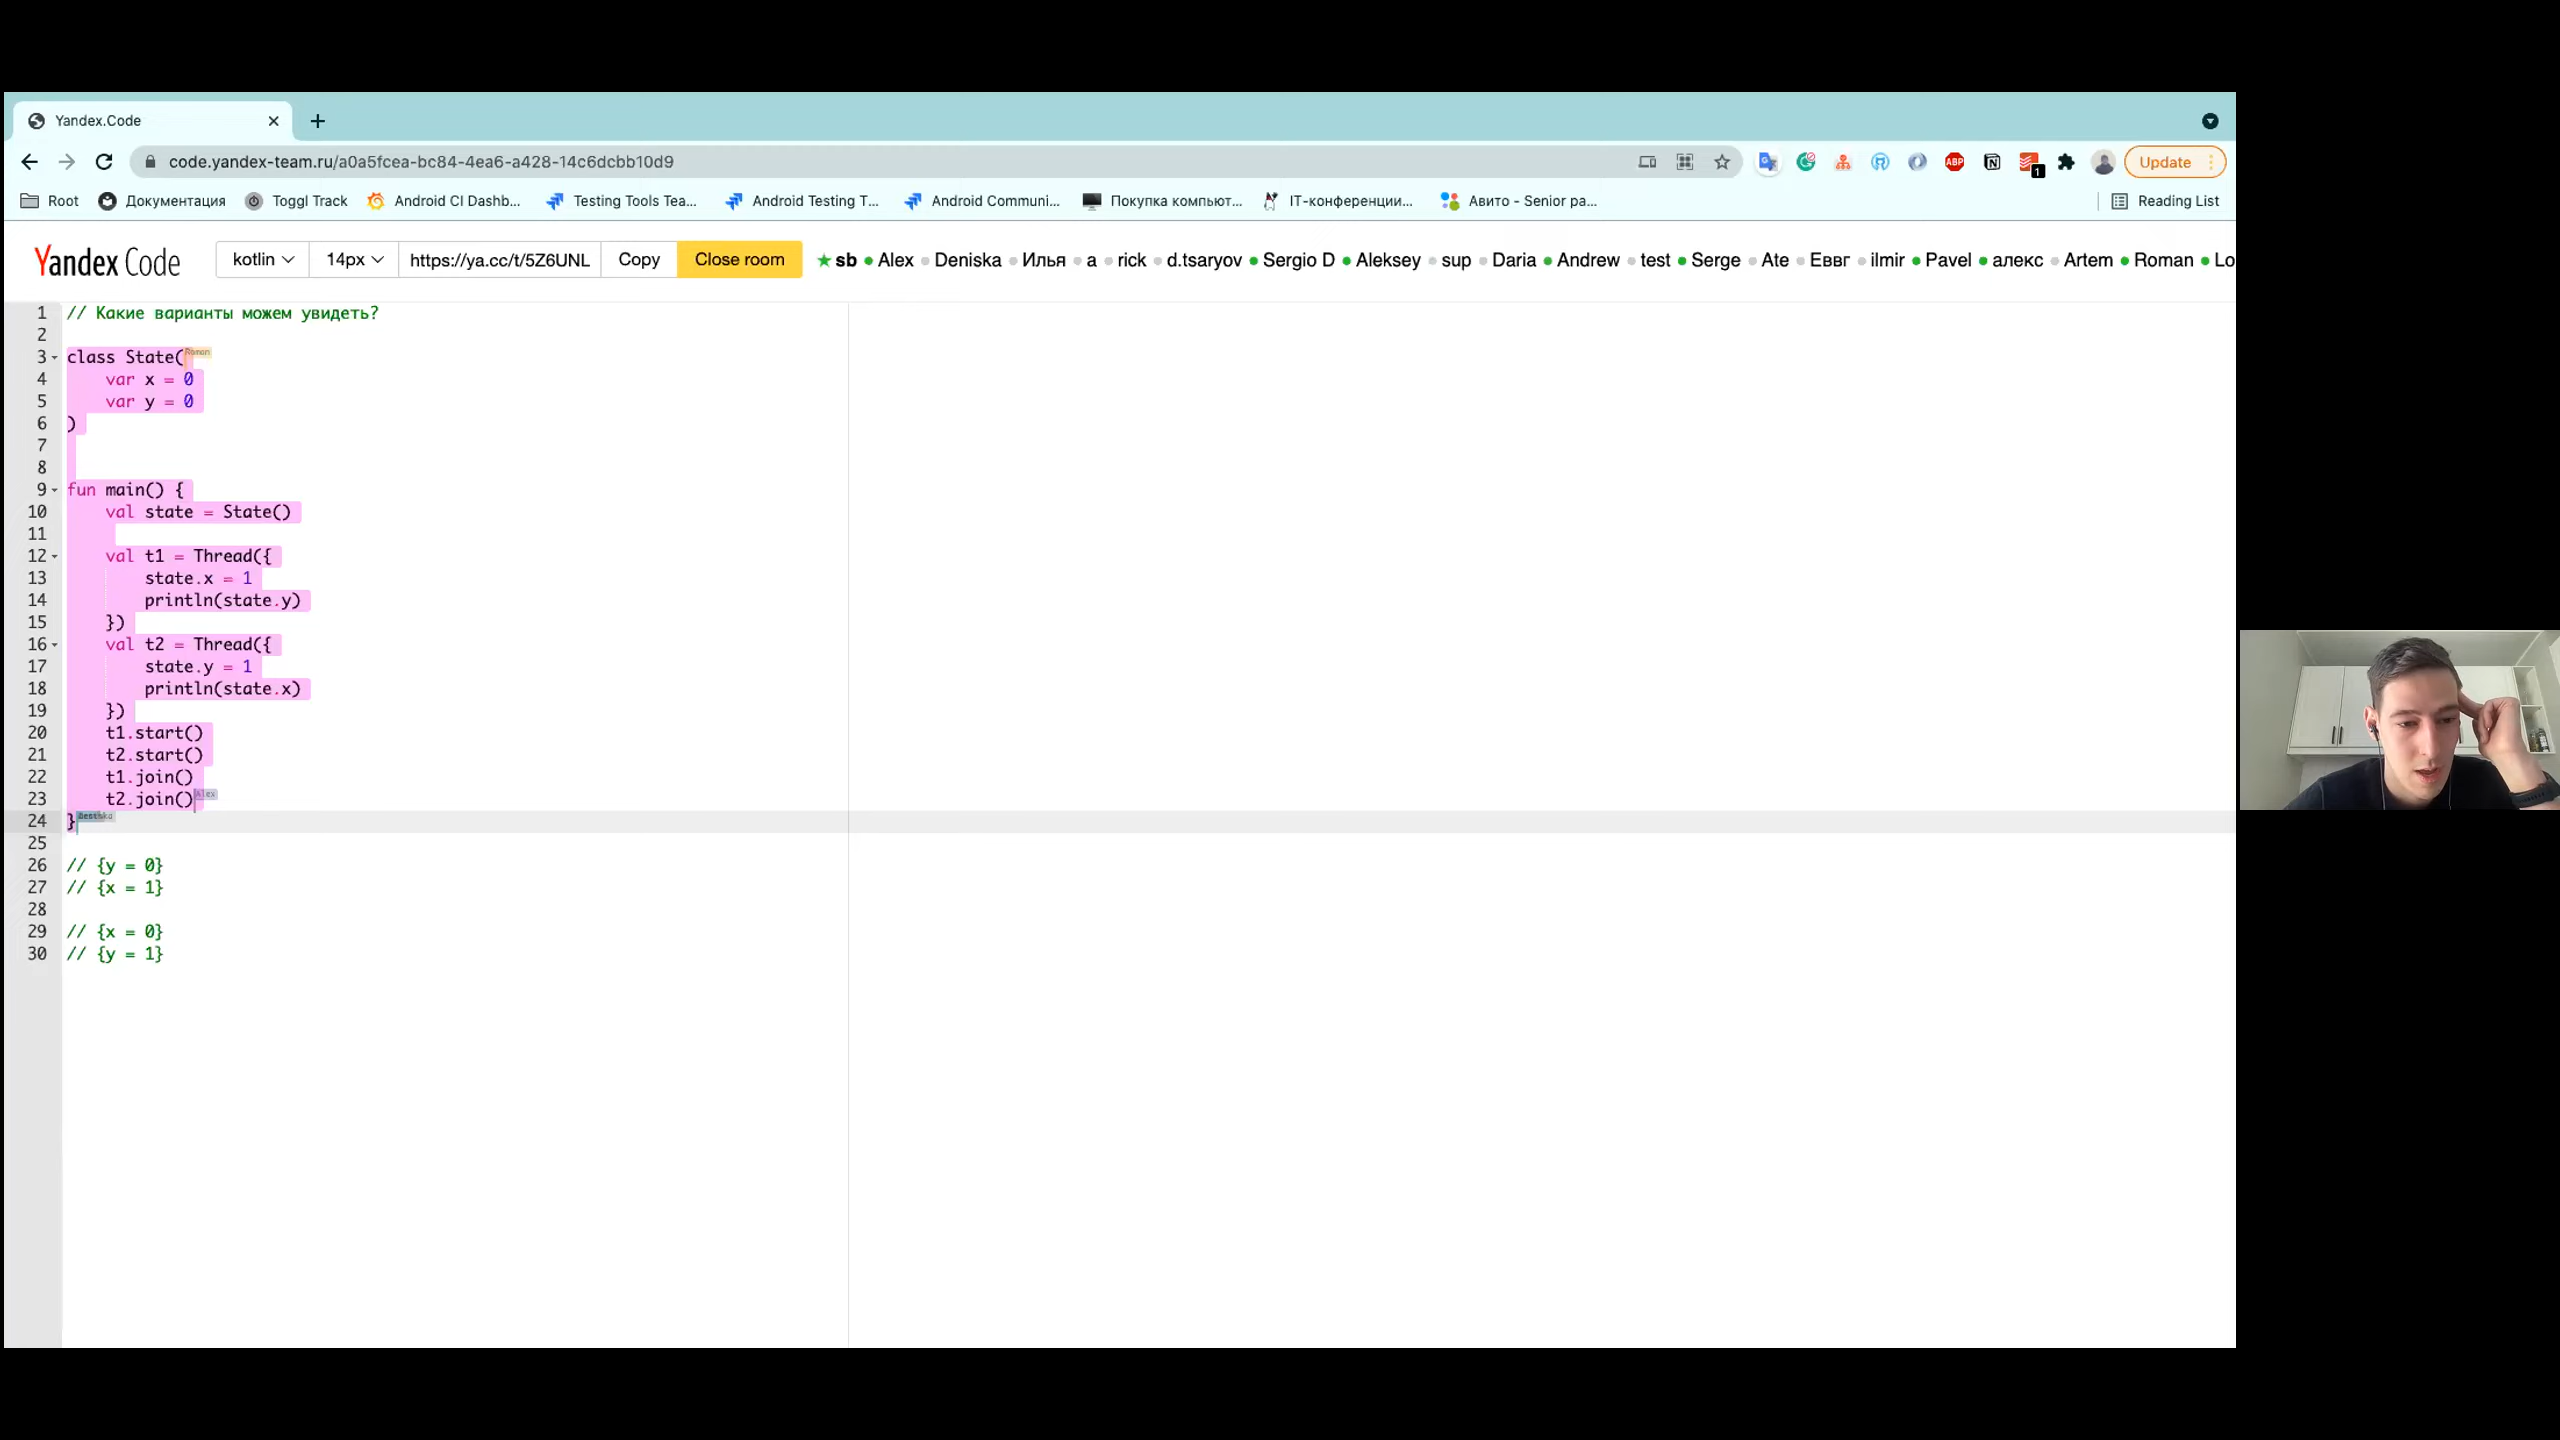 Yandex.Code
code.yandex-team.ru/a0a5fcea-bc84-4ea6-a428-14c6dcbb10d9
ABP
1
Update
Root
Документация
Toggl Track
Android CI Dashb...
Testing Tools Tea...
Android Testing T...
Android Communi...
Покупка компьют...
IT-конференции...
Авито - Senior ра...
Reading List
Yandex Code
kotlin
14px
https://ya.cc/t/5Z6UNL
Copy
Close room
sb Alex Deniska Илья a rick d.tsaryov Sergio D Aleksey sup Daria Andrew test Serge Ate Еввг ilmir Pavel алекс Artem Roman Lo
1 // Какие варианты можем увидеть?
2
3 class State( Roman
4 var x = 0
5 var y = 0
6 )
7
8
9 fun main() {
10 val state = State()
11
12 val t1 = Thread({
13 state.x = 1
14 println(state.y)
15 })
16 val t2 = Thread({
17 state.y = 1
18 println(state.x)
19 })
20 t1.start()
21 t2.start()
22 t1.join()
23 t2.join() Alex
24 }
25
26 // {y = 0}
27 // {x = 1}
28
29 // {x = 0}
30 // {y = 1}